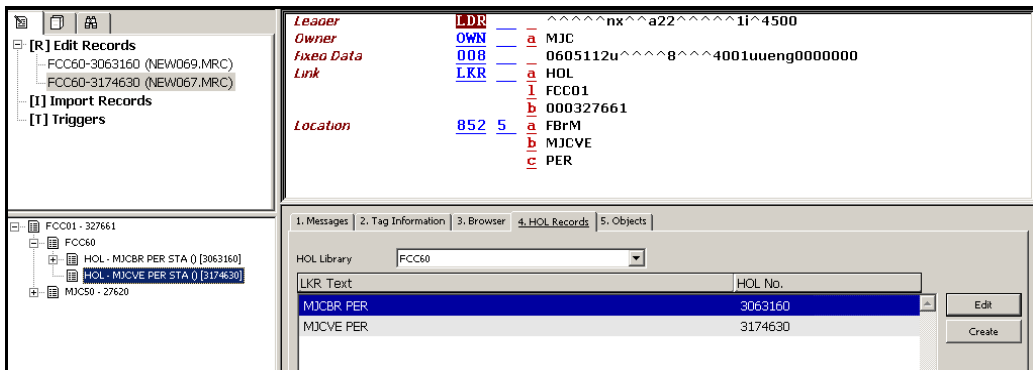 [R] Edit Records
FCC60-3063160 (NEW069.MRC)
FCC60-3174630 (NEW067.MRC)
[I] Import Records
[T] Triggers
Leader LDR _ _ ^^^^^nx^^a22^^^^^1i^4500
Owner OWN _ a MJC
Fixed Data 008 _ _ 0605112u^^^^8^^^4001uueng0000000
Link LKR _ a HOL
l FCC01
b 000327661
Location 852 5_ a FBrM
b MJCVE
c PER
FCC01 - 327661
FCC60
HOL - MJCBR PER STA () [3063160]
HOL - MJCVE PER STA () [3174630]
MJC50 - 27620
1. Messages 2. Tag Information 3. Browser 4. HOL Records 5. Objects
HOL Library FCC60
LKR Text HOL No.
MJCBR PER 3063160 Edit
MJCVE PER 3174630 Create